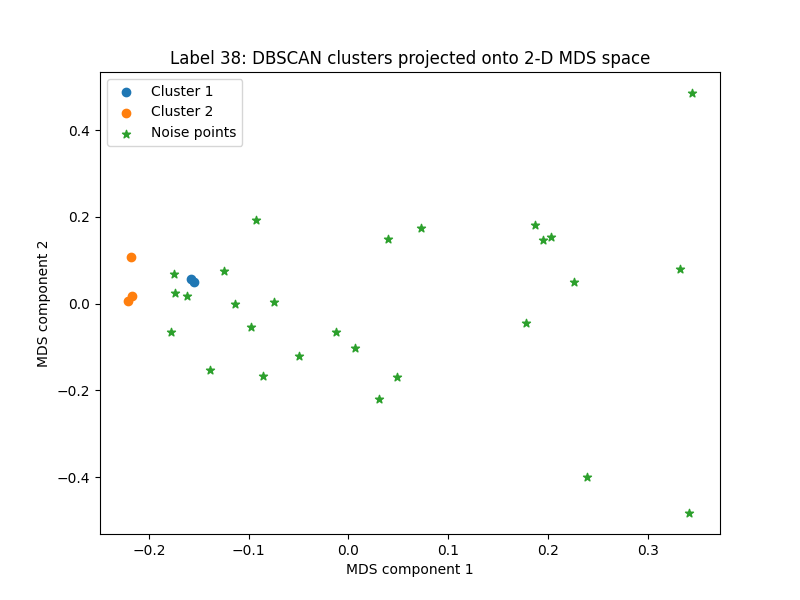 Label 38: DBSCAN clusters projected onto 2-D MDS space
Cluster 1
Cluster 2
Noise points
0.4
0.2
0.0
−0.2
−0.4
MDS component 2
−0.2
−0.1
0.0
0.1
0.2
0.3
MDS component 1